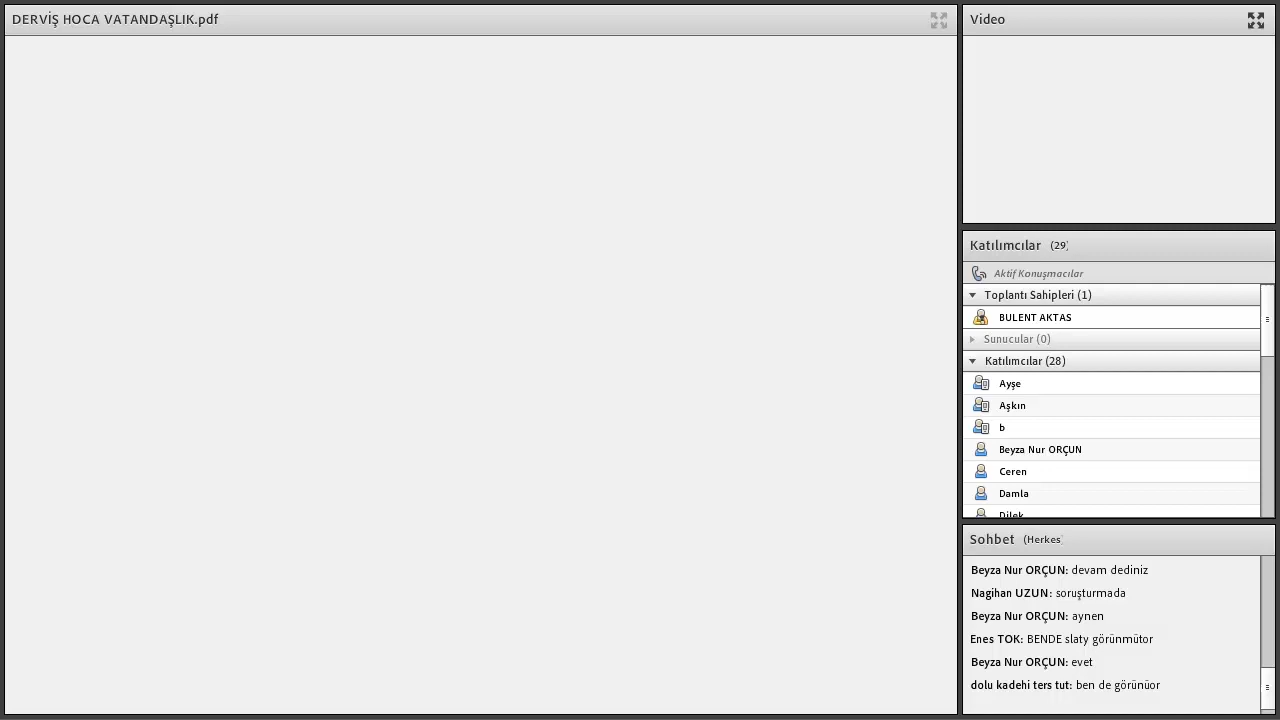 DERVİŞ HOCA VATANDAŞLIK.pdf
Video
Katılımcılar (29)
Aktif Konuşmacılar
Toplantı Sahipleri (1)
BULENT AKTAS
Sunucular (0)
Katılımcılar (28)
Ayşe
Aşkın
b
Beyza Nur ORÇUN
Ceren
Damla
Dilek
Sohbet (Herkes
Beyza Nur ORÇUN: devam dediniz
Nagihan UZUN: soruşturmada
Beyza Nur ORÇUN: aynen
Enes TOK: BENDE slaty görünmütor
Beyza Nur ORÇUN: evet
dolu kadehi ters tut: ben de görünüor